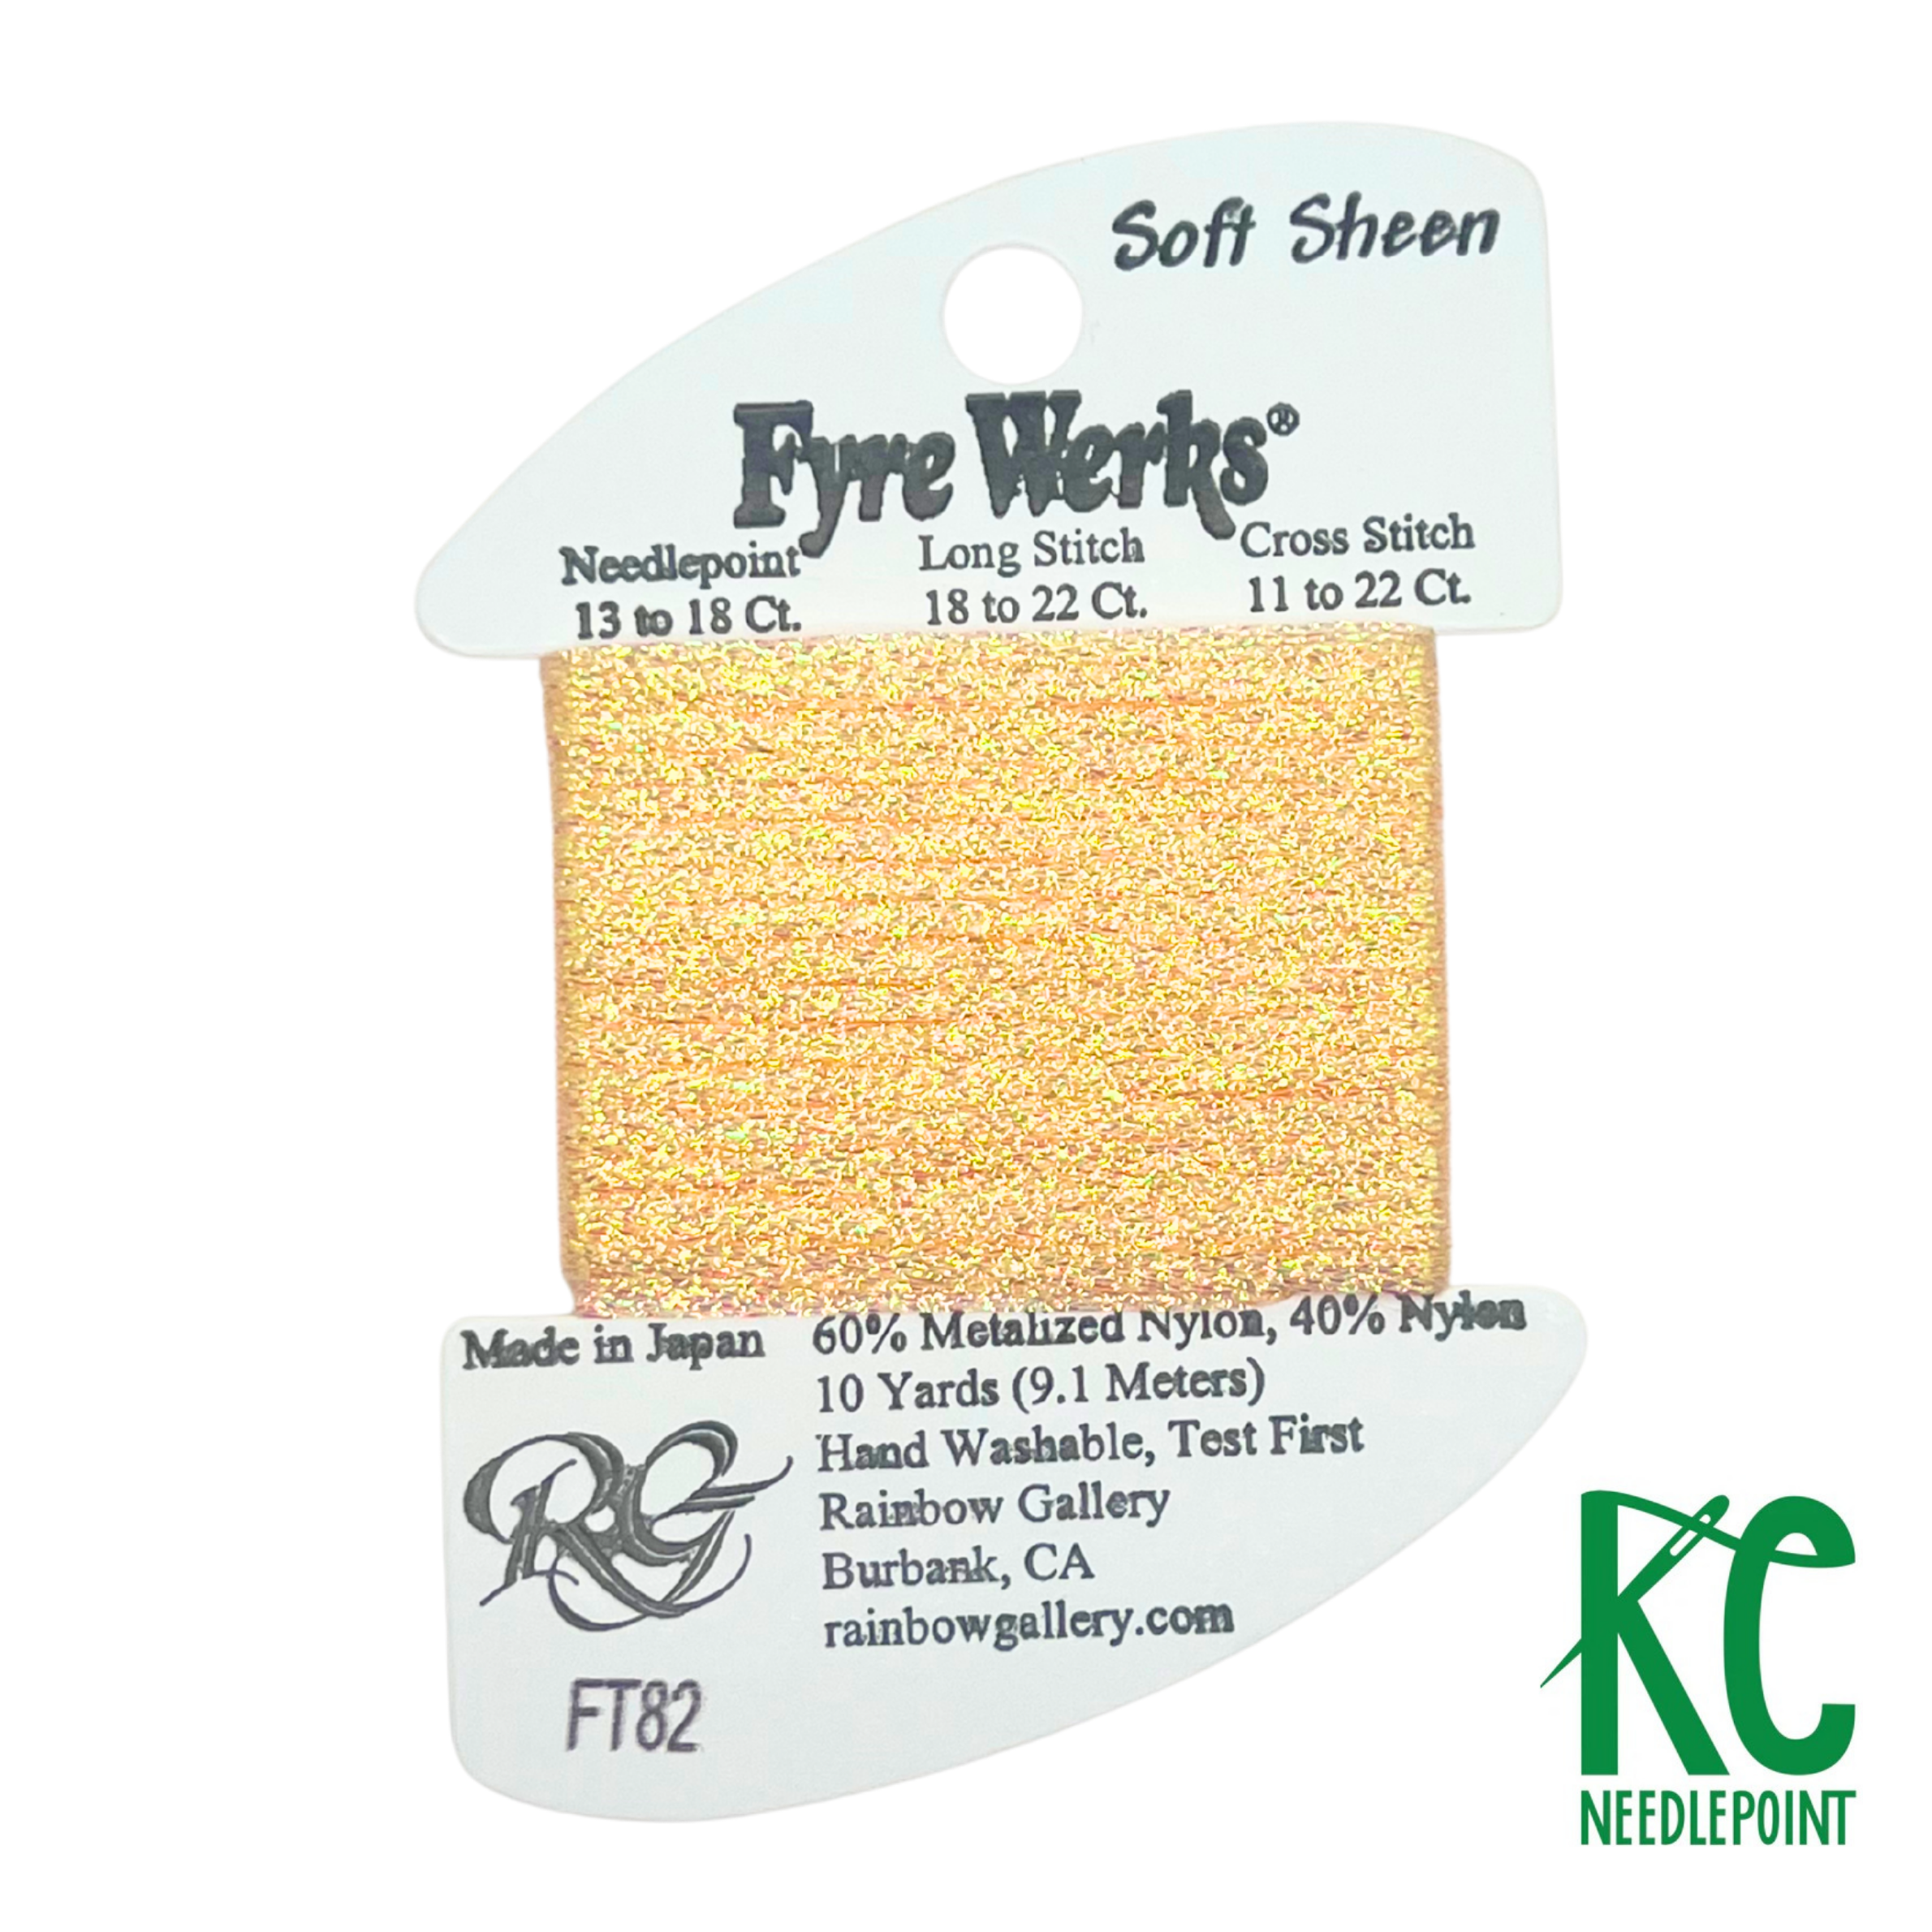 Soft Sheen
Fyre Werks®
Needlepoint Long Stitch Cross Stitch
13 to 18 Ct. 18 to 22 Ct. 11 to 22 Ct.
Made in Japan 60% Metalized Nylon, 40% Nylon
10 Yards (9.1 Meters)
Hand Washable, Test First
RG
Rainbow Gallery
Burbank, CA
rainbowgallery.com
FT82
KC
NEEDLEPOINT